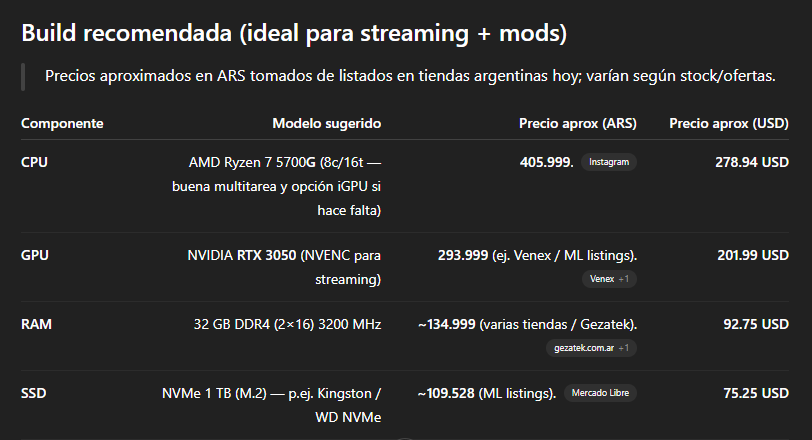 Build recomendada (ideal para streaming + mods)
Precios aproximados en ARS tomados de listados en tiendas argentinas hoy; varían según stock/ofertas.
Componente Modelo sugerido Precio aprox (ARS) Precio aprox (USD)
CPU AMD Ryzen 7 5700G (8c/16t — 405.999. Instagram 278.94 USD
buena multitarea y opción iGPU si
hace falta)
GPU NVIDIA RTX 3050 (NVENC para 293.999 (ej. Venex / ML listings). 201.99 USD
streaming) Venex +1
RAM 32 GB DDR4 (2×16) 3200 MHz ~134.999 (varias tiendas / Gezatek). 92.75 USD
gezatek.com.ar +1
SSD NVMe 1 TB (M.2) — p.ej. Kingston / ~109.528 (ML listings). Mercado Libre 75.25 USD
WD NVMe